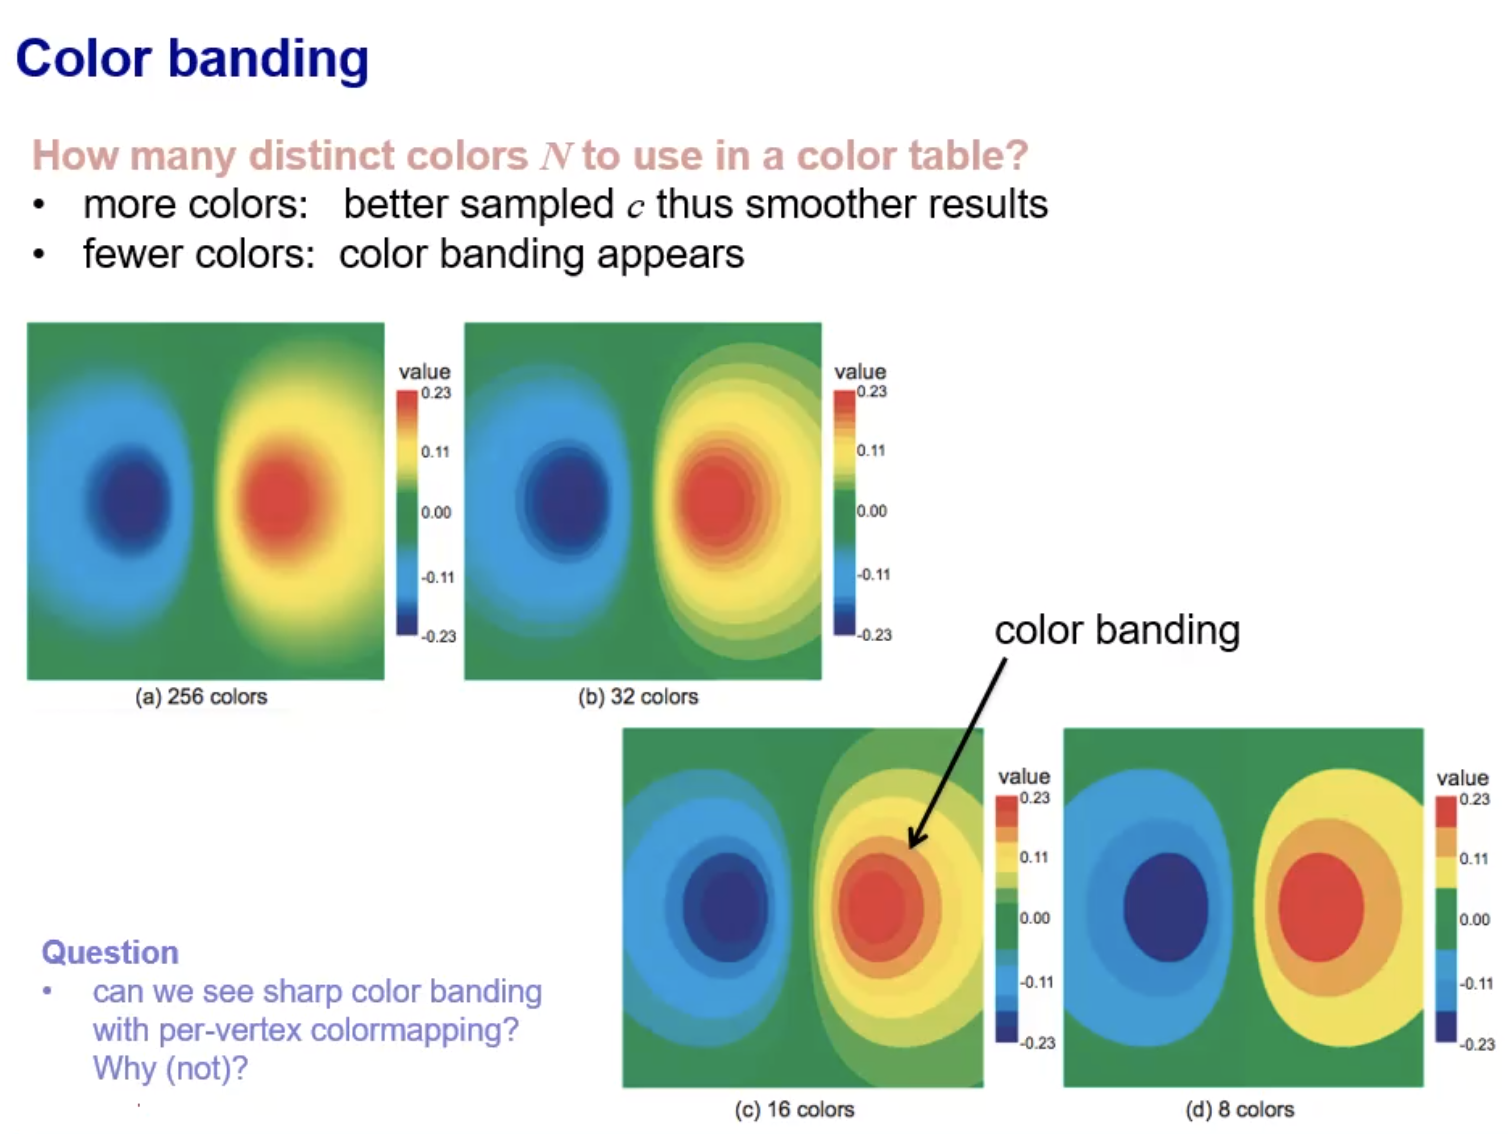 Color banding
How many distinct colors N to use in a color table?
• more colors: better sampled c thus smoother results
• fewer colors: color banding appears
value
0.23
0.11
0.00
-0.11
-0.23
(a) 256 colors
value
0.23
0.11
0.00
-0.11
-0.23
(b) 32 colors
color banding
value
0.23
0.11
0.00
-0.11
-0.23
(c) 16 colors
value
0.23
0.11
0.00
-0.11
-0.23
(d) 8 colors
Question
• can we see sharp color banding
with per-vertex colormapping?
Why (not)?